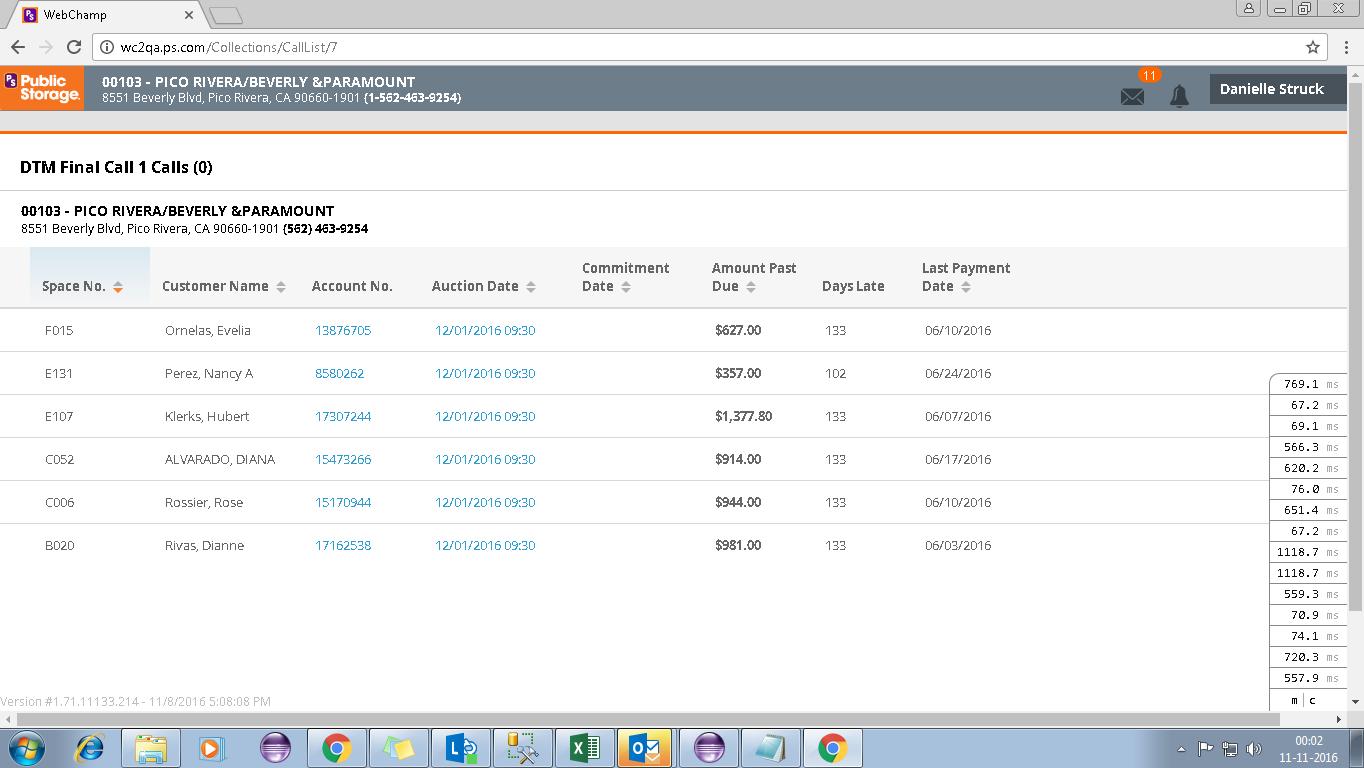 WebChamp
wc2qa.ps.com/Collections/CallList/7
PS Public Storage.
00103 - PICO RIVERA/BEVERLY &PARAMOUNT
8551 Beverly Blvd, Pico Rivera, CA 90660-1901 (1-562-463-9254)
11
Danielle Struck
DTM Final Call 1 Calls (0)
00103 - PICO RIVERA/BEVERLY &PARAMOUNT
8551 Beverly Blvd, Pico Rivera, CA 90660-1901 (562) 463-9254
Space No. Customer Name Account No. Auction Date Commitment Date Amount Past Due Days Late Last Payment Date
F015 Ornelas, Evelia 13876705 12/01/2016 09:30 $627.00 133 06/10/2016
E131 Perez, Nancy A 8580262 12/01/2016 09:30 $357.00 102 06/24/2016
E107 Klerks, Hubert 17307244 12/01/2016 09:30 $1,377.80 133 06/07/2016
C052 ALVARADO, DIANA 15473266 12/01/2016 09:30 $914.00 133 06/17/2016
C006 Rossier, Rose 15170944 12/01/2016 09:30 $944.00 133 06/10/2016
B020 Rivas, Dianne 17162538 12/01/2016 09:30 $981.00 133 06/03/2016
769.1 ms
67.2 ms
69.1 ms
566.3 ms
620.2 ms
76.0 ms
651.4 ms
67.2 ms
1118.7 ms
1118.7 ms
559.3 ms
70.9 ms
74.1 ms
720.3 ms
557.9 ms
m | c
Version #1.71.11133.214 - 11/8/2016 5:08:08 PM
00:02
11-11-2016